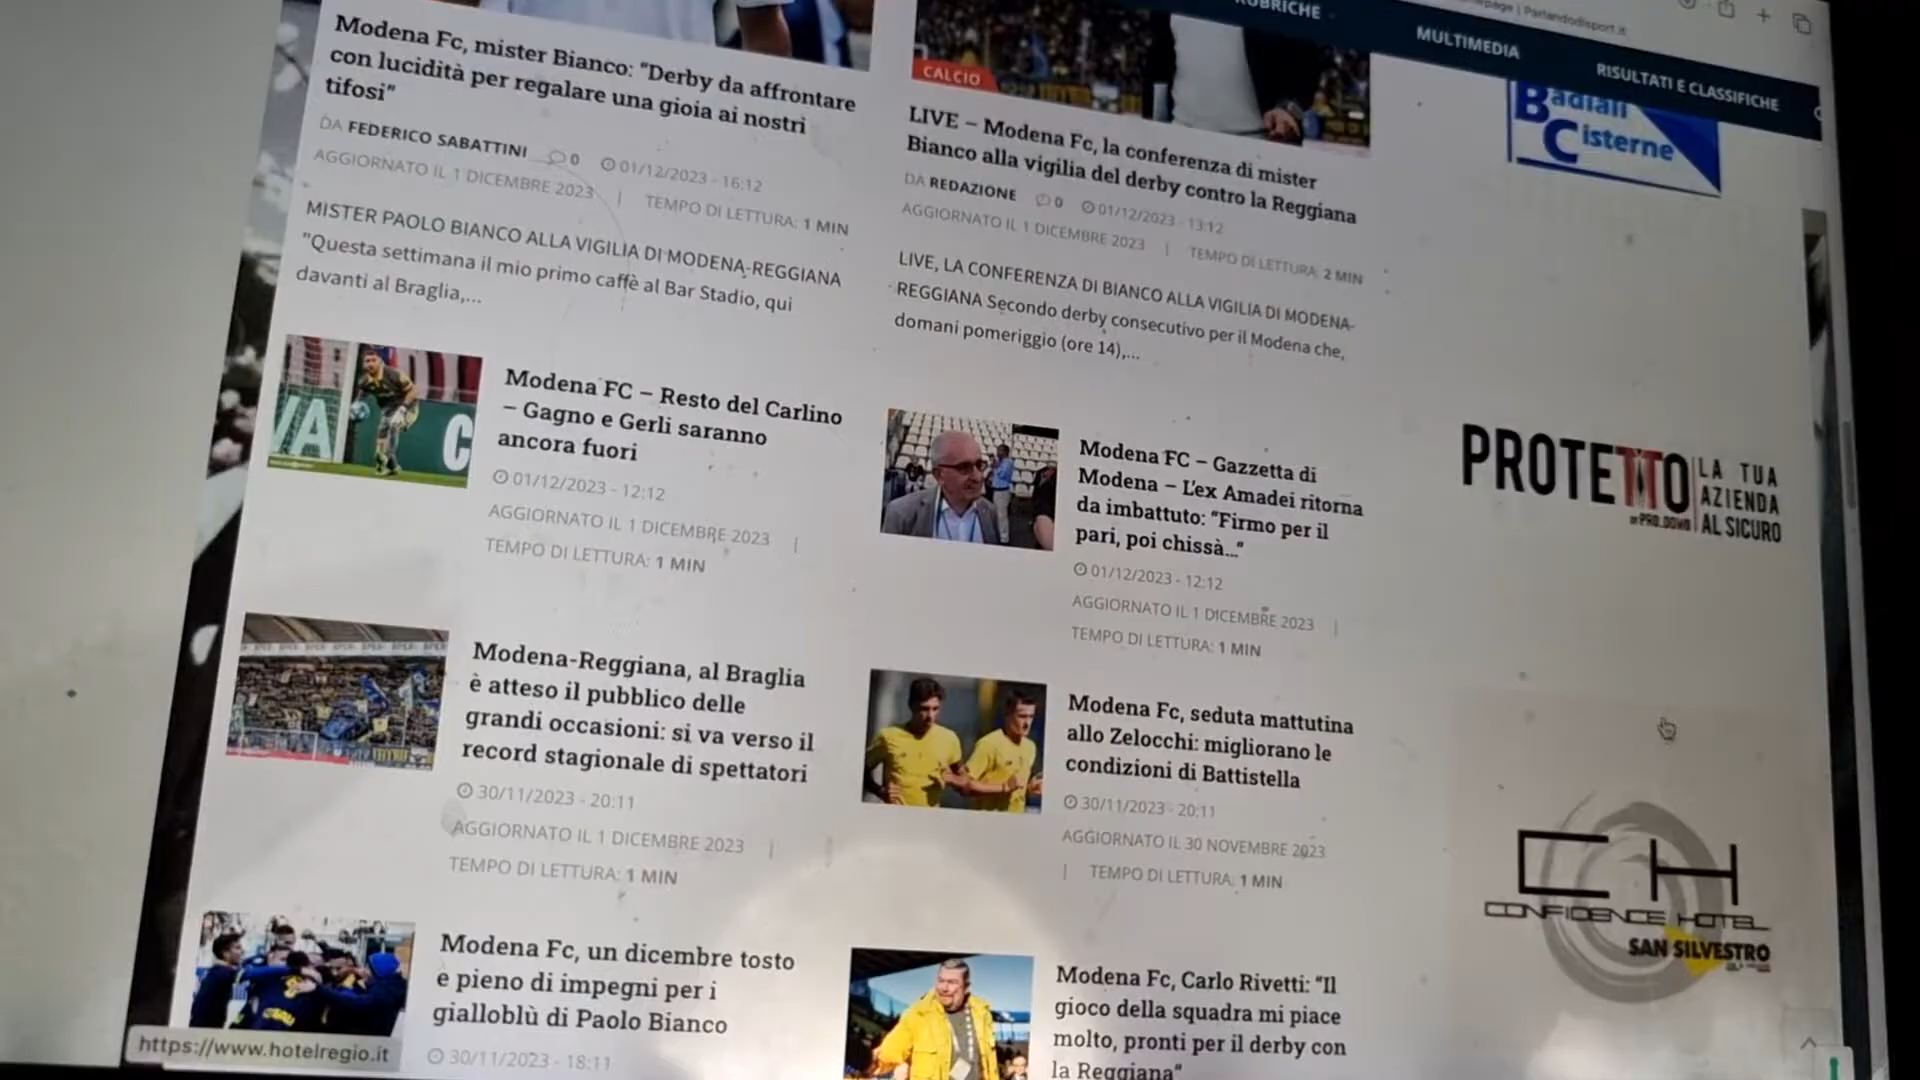 RUBRICHE
MULTIMEDIA
RISULTATI E CLASSIFICHE
| Parlandodisport.it
Modena Fc, mister Bianco: “Derby da affrontare
con lucidità per regalare una gioia ai nostri
tifosi”
DA FEDERICO SABATTINI 0 01/12/2023 - 16:12
AGGIORNATO IL 1 DICEMBRE 2023 | TEMPO DI LETTURA: 1 MIN
MISTER PAOLO BIANCO ALLA VIGILIA DI MODENA-REGGIANA
"Questa settimana il mio primo caffè al Bar Stadio, qui
davanti al Braglia,...
CALCIO
LIVE – Modena Fc, la conferenza di mister
Bianco alla vigilia del derby contro la Reggiana
DA REDAZIONE 0 01/12/2023 - 13:12
AGGIORNATO IL 1 DICEMBRE 2023 | TEMPO DI LETTURA: 2 MIN
LIVE, LA CONFERENZA DI BIANCO ALLA VIGILIA DI MODENA-
REGGIANA Secondo derby consecutivo per il Modena che,
domani pomeriggio (ore 14),...
Badiali
Cisterne
Modena FC – Resto del Carlino
– Gagno e Gerli saranno
ancora fuori
01/12/2023 - 12:12
AGGIORNATO IL 1 DICEMBRE 2023 |
TEMPO DI LETTURA: 1 MIN
Modena FC – Gazzetta di
Modena – L’ex Amadei ritorna
da imbattuto: “Firmo per il
pari, poi chissà...”
01/12/2023 - 12:12
AGGIORNATO IL 1 DICEMBRE 2023 |
TEMPO DI LETTURA: 1 MIN
PROTETTO
LA TUA
AZIENDA
AL SICURO
Modena-Reggiana, al Braglia
è atteso il pubblico delle
grandi occasioni: si va verso il
record stagionale di spettatori
30/11/2023 - 20:11
AGGIORNATO IL 1 DICEMBRE 2023 |
TEMPO DI LETTURA: 1 MIN
Modena Fc, seduta mattutina
allo Zelocchi: migliorano le
condizioni di Battistella
30/11/2023 - 20:11
AGGIORNATO IL 30 NOVEMBRE 2023
| TEMPO DI LETTURA: 1 MIN
CH
CONFIDENCE HOTEL
SAN SILVESTRO
Modena Fc, un dicembre tosto
e pieno di impegni per i
gialloblù di Paolo Bianco
30/11/2023 - 18:11
Modena Fc, Carlo Rivetti: “Il
gioco della squadra mi piace
molto, pronti per il derby con
la Reggiana”
https://www.hotelregio.it